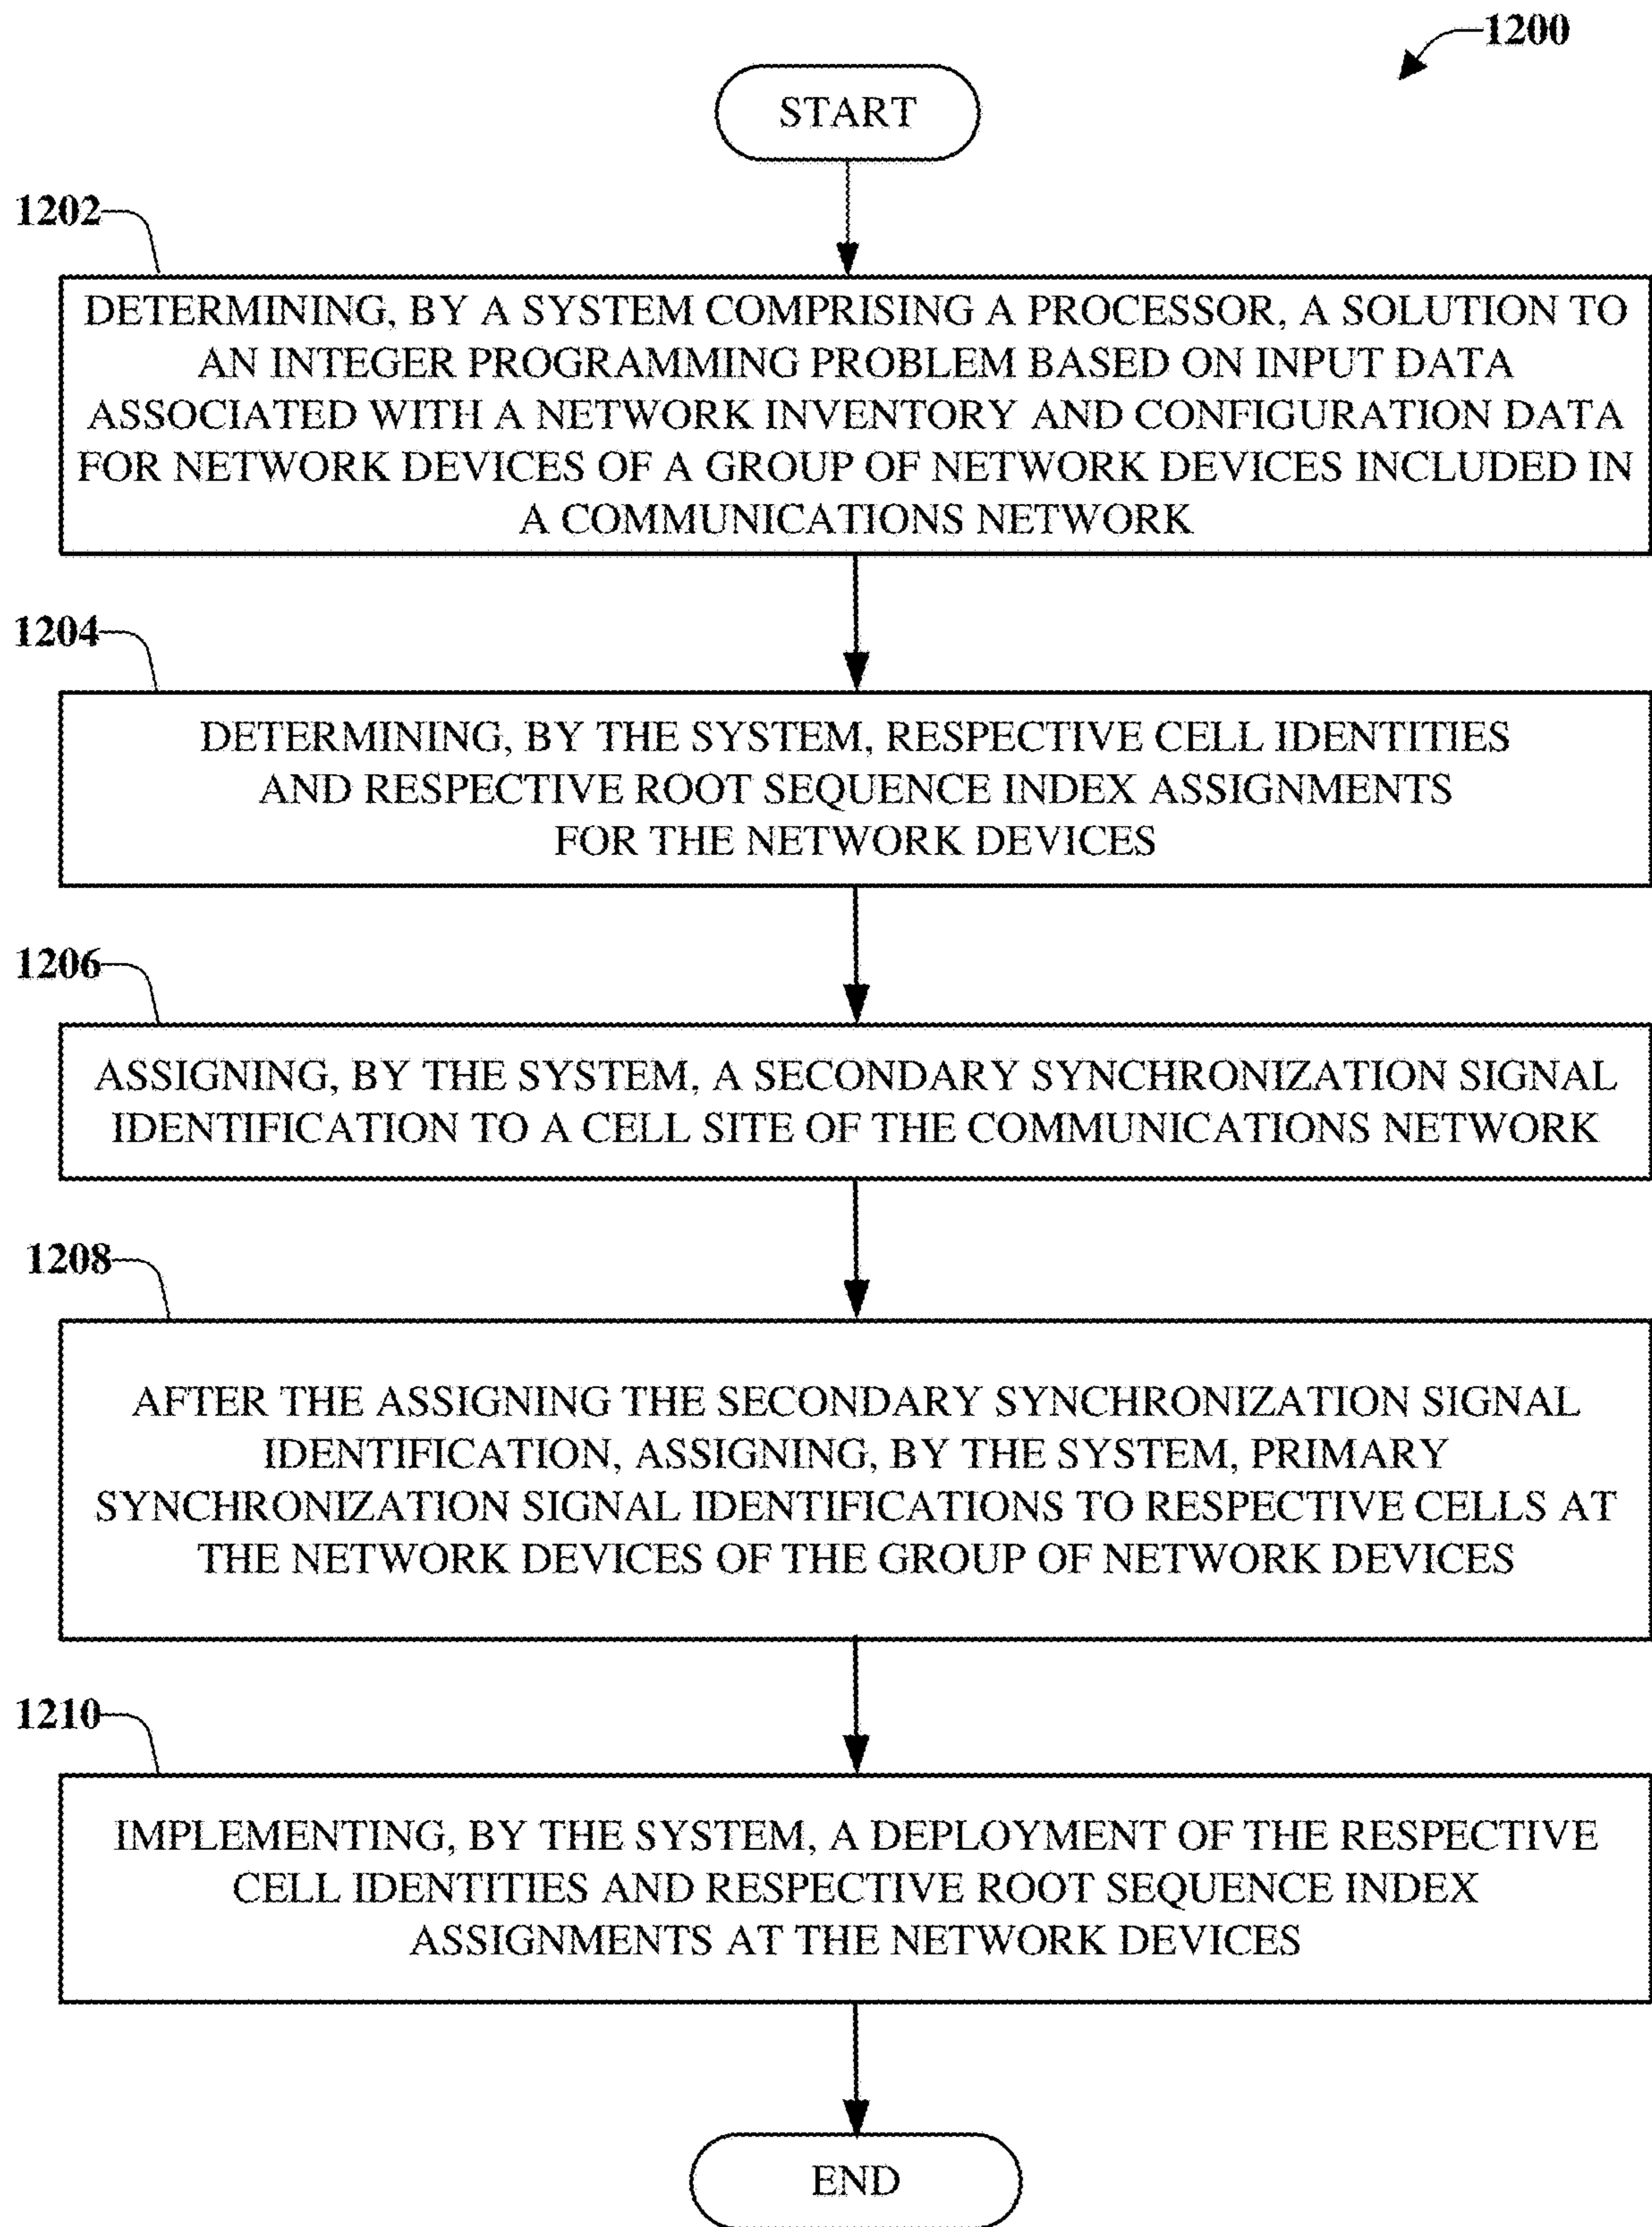 1200
START
1202
DETERMINING, BY A SYSTEM COMPRISING A PROCESSOR, A SOLUTION TO
AN INTEGER PROGRAMMING PROBLEM BASED ON INPUT DATA
ASSOCIATED WITH A NETWORK INVENTORY AND CONFIGURATION DATA
FOR NETWORK DEVICES OF A GROUP OF NETWORK DEVICES INCLUDED IN
A COMMUNICATIONS NETWORK
1204
DETERMINING, BY THE SYSTEM, RESPECTIVE CELL IDENTITIES
AND RESPECTIVE ROOT SEQUENCE INDEX ASSIGNMENTS
FOR THE NETWORK DEVICES
1206
ASSIGNING, BY THE SYSTEM, A SECONDARY SYNCHRONIZATION SIGNAL
IDENTIFICATION TO A CELL SITE OF THE COMMUNICATIONS NETWORK
1208
AFTER THE ASSIGNING THE SECONDARY SYNCHRONIZATION SIGNAL
IDENTIFICATION, ASSIGNING, BY THE SYSTEM, PRIMARY
SYNCHRONIZATION SIGNAL IDENTIFICATIONS TO RESPECTIVE CELLS AT
THE NETWORK DEVICES OF THE GROUP OF NETWORK DEVICES
1210
IMPLEMENTING, BY THE SYSTEM, A DEPLOYMENT OF THE RESPECTIVE
CELL IDENTITIES AND RESPECTIVE ROOT SEQUENCE INDEX
ASSIGNMENTS AT THE NETWORK DEVICES
END